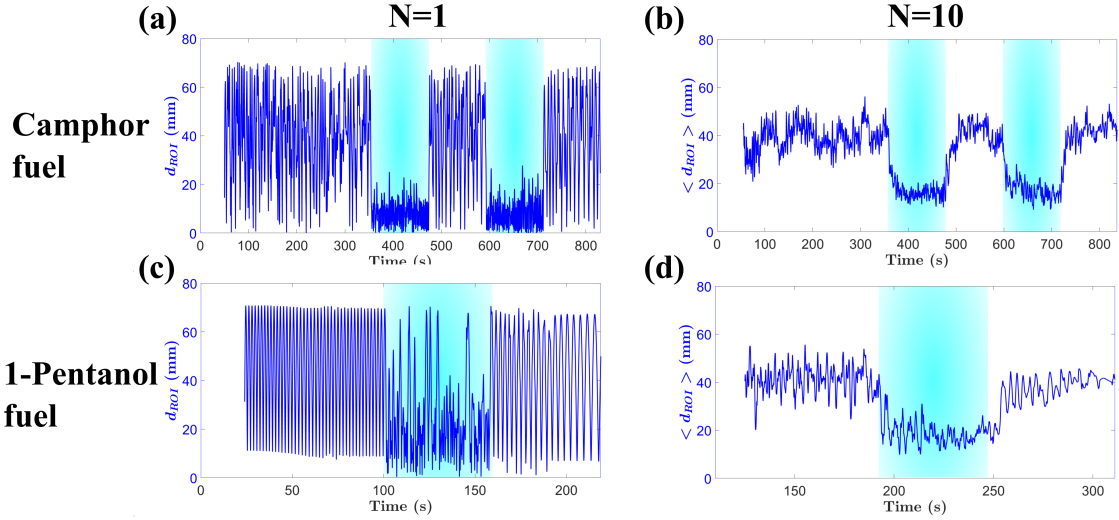 N=1
N=10
Camphor
fuel
1-Pentanol
fuel
(a)
80
60
40
20
0
d_ROI (mm)
0 100 200 300 400 500 600 700 800
Time (s)
(b)
80
60
40
20
0
< d_ROI > (mm)
0 100 200 300 400 500 600 700 800
Time (s)
(c)
80
60
40
20
0
d_ROI (mm)
0 50 100 150 200
Time (s)
(d)
80
60
40
20
0
< d_ROI > (mm)
150 200 250 300
Time (s)